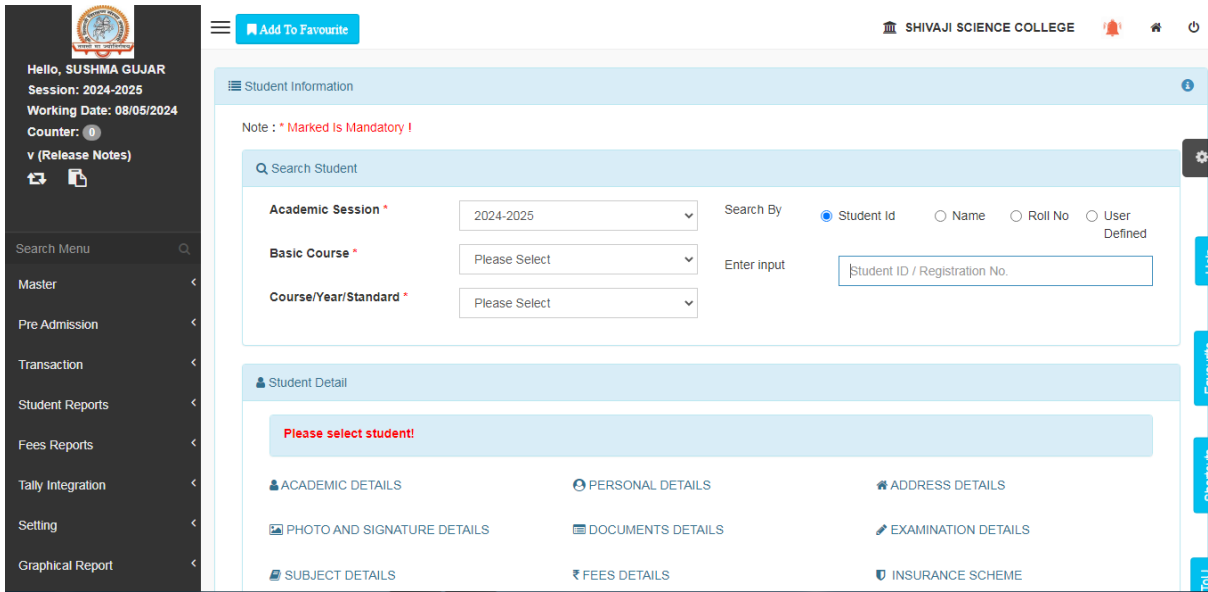 Add To Favourite
SHIVAJI SCIENCE COLLEGE
Hello, SUSHMA GUJAR
Session: 2024-2025
Working Date: 08/05/2024
Counter: 0
v (Release Notes)
Search Menu
Master
Pre Admission
Transaction
Student Reports
Fees Reports
Tally Integration
Setting
Graphical Report
Student Information
Note : * Marked Is Mandatory !
Search Student
Academic Session *
2024-2025
Basic Course *
Please Select
Course/Year/Standard *
Please Select
Search By
Student Id
Name
Roll No
User
Defined
Enter input
Student ID / Registration No.
Student Detail
Please select student!
ACADEMIC DETAILS
PERSONAL DETAILS
ADDRESS DETAILS
PHOTO AND SIGNATURE DETAILS
DOCUMENTS DETAILS
EXAMINATION DETAILS
SUBJECT DETAILS
₹ FEES DETAILS
INSURANCE SCHEME